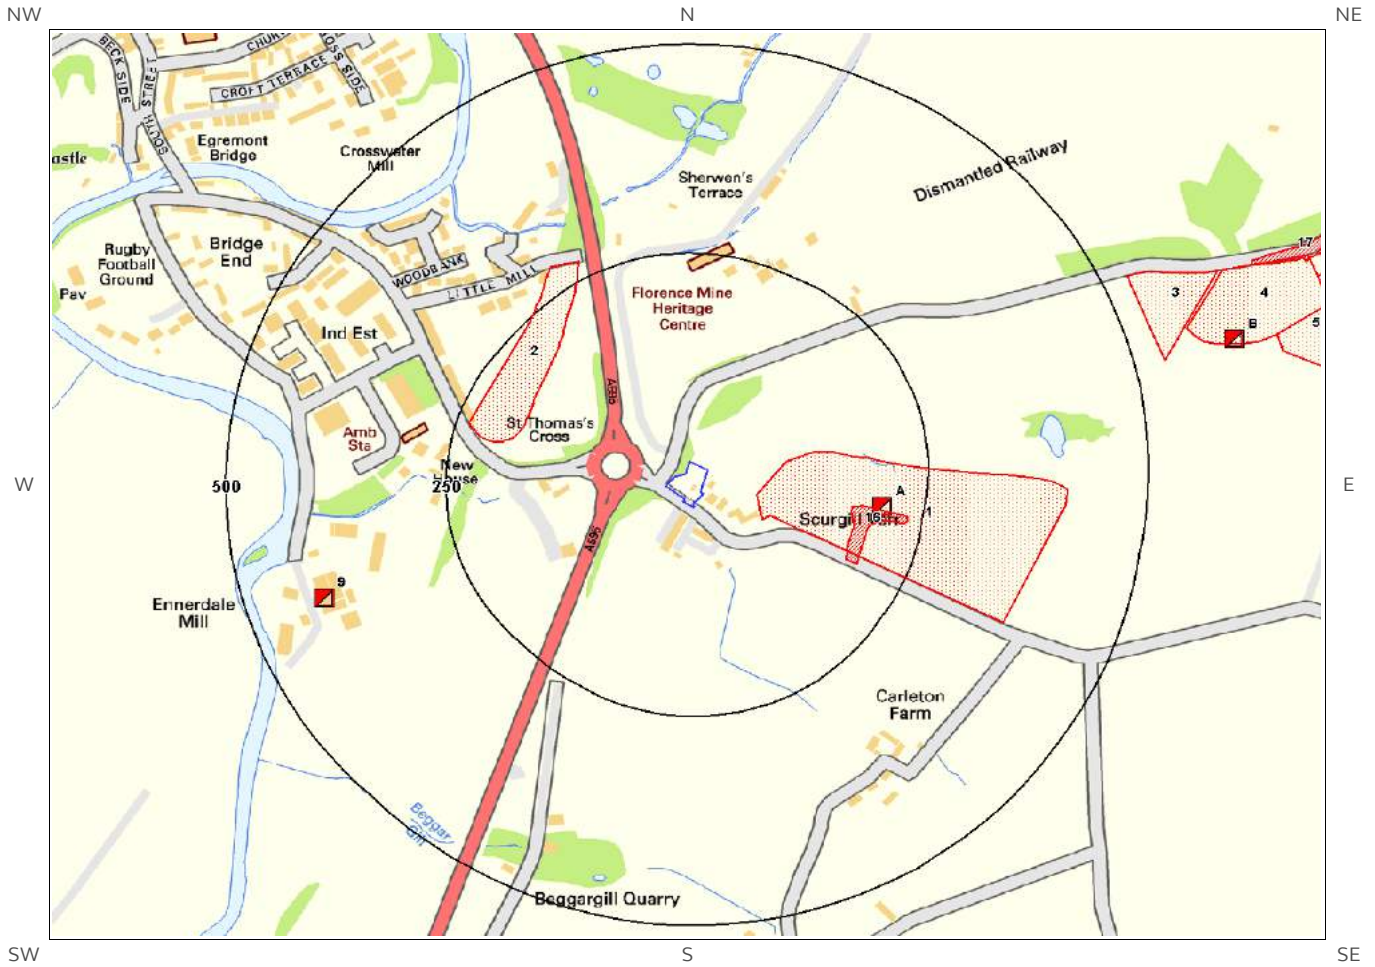 NW
N
NE
BECK SIDE
STREET
SOUTH
CROFT TERRACE
Egremont
Bridge
Crosswater
Mill
astle
Sherwen's
Terrace
Dismantled Railway
Rugby
Football
Ground
Bridge
End
WOODBANK
LITTLE MILL
17
Pav
Florence Mine
Heritage
Centre
3
4
B
5
Ind Est
2
A595
St Thomas's
Cross
Amb
Sta
New
House
W
500
250
A
1
16
E
A595
9
Ennerdale
Mill
Carleton
Farm
Beggar
Gill
Beggargill Quarry
SW
S
SE